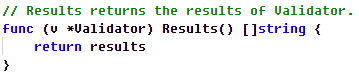 // Results returns the results of Validator.
func (v *Validator) Results() []string {
    return results
}